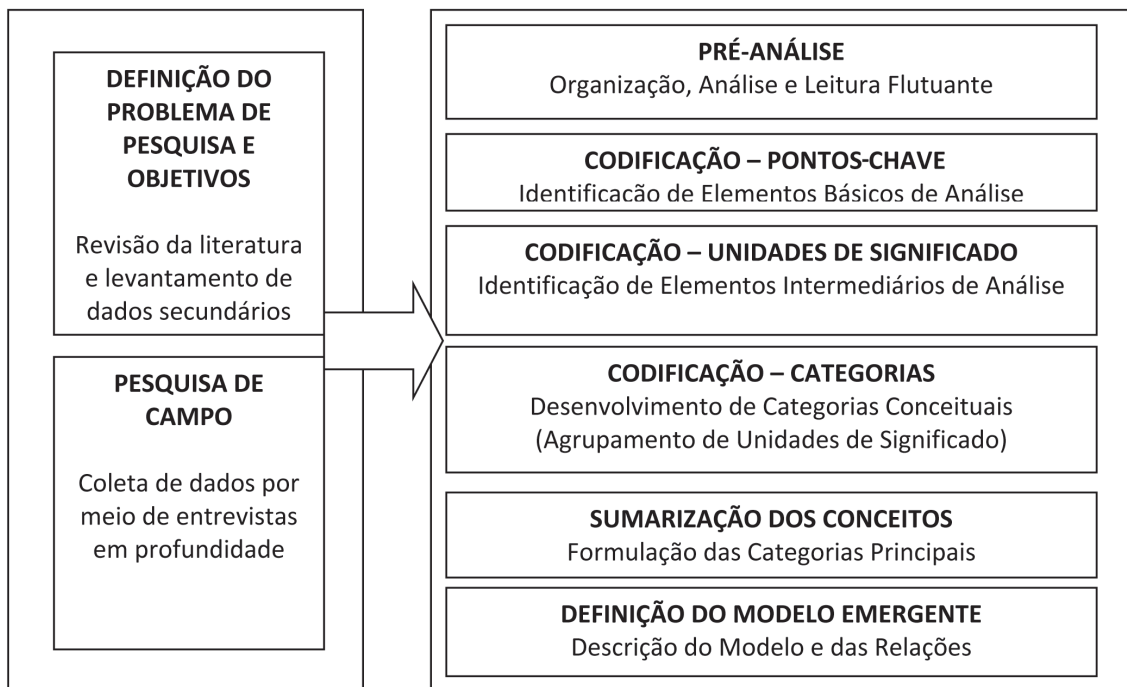 DEFINIÇÃO DO
PROBLEMA DE
PESQUISA E
OBJETIVOS
Revisão da literatura
e levantamento de
dados secundários
PESQUISA DE
CAMPO
Coleta de dados por
meio de entrevistas
em profundidade
PRÉ-ANÁLISE
Organização, Análise e Leitura Flutuante
CODIFICAÇÃO – PONTOS-CHAVE
Identificação de Elementos Básicos de Análise
CODIFICAÇÃO – UNIDADES DE SIGNIFICADO
Identificação de Elementos Intermediários de Análise
CODIFICAÇÃO – CATEGORIAS
Desenvolvimento de Categorias Conceituais
(Agrupamento de Unidades de Significado)
SUMARIZAÇÃO DOS CONCEITOS
Formulação das Categorias Principais
DEFINIÇÃO DO MODELO EMERGENTE
Descrição do Modelo e das Relações